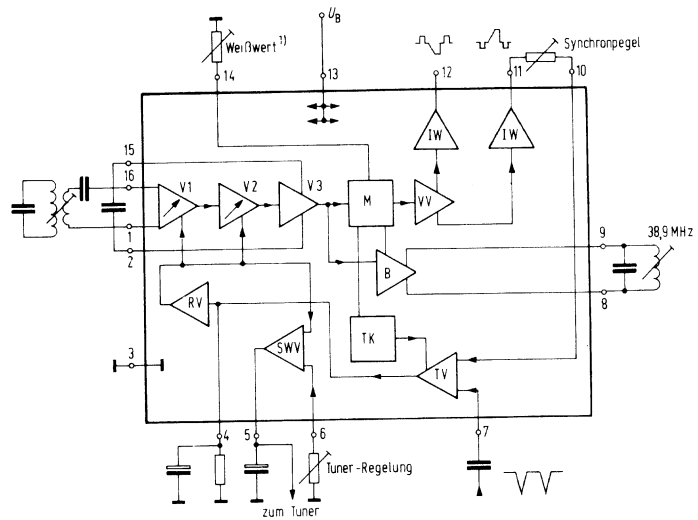 U_B
Weißwert 1)
Synchronpegel
14
13
12
11
10
IW
IW
15
16
V1
V2
V3
M
VV
1
2
B
9
38,9 MHz
8
RV
SWV
TK
TV
3
4
5
6
7
Tuner-Regelung
zum Tuner